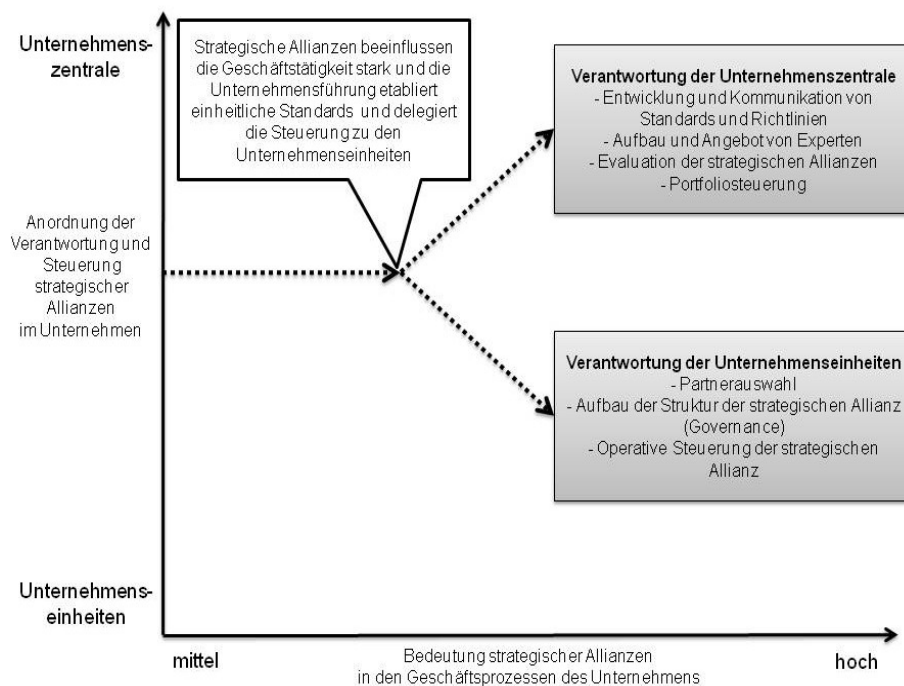 Unternehmens-
zentrale
Strategische Allianzen beeinflussen
die Geschäftstätigkeit stark und die
Unternehmensführung etabliert
einheitliche Standards und delegiert
die Steuerung zu den
Unternehmenseinheiten
Verantwortung der Unternehmenszentrale
- Entwicklung und Kommunikation von
Standards und Richtlinien
- Aufbau und Angebot von Experten
- Evaluation der strategischen Allianzen
- Portfoliosteuerung
Anordnung der
Verantwortung und
Steuerung
strategischer
Allianzen
im Unternehmen
Verantwortung der Unternehmenseinheiten
- Partnerauswahl
- Aufbau der Struktur der strategischen Allianz
(Governance)
- Operative Steuerung der strategischen
Allianz
Unternehmens-
einheiten
mittel
Bedeutung strategischer Allianzen
in den Geschäftsprozessen des Unternehmens
hoch